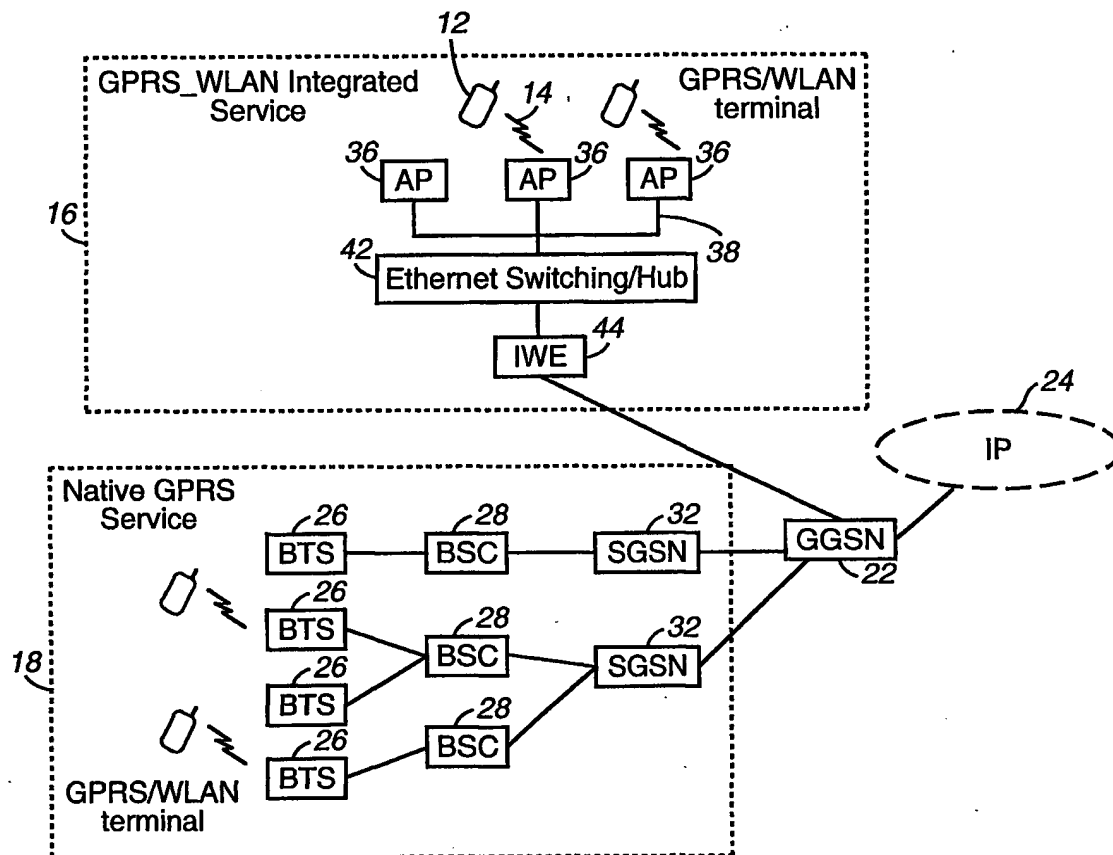 12
GPRS_WLAN Integrated
Service
14
GPRS/WLAN
terminal
36 AP
AP 36
AP 36
16
38
42
Ethernet Switching/Hub
IWE 44
24
IP
Native GPRS
Service
26
BTS
28
BSC
32
SGSN
GGSN
22
26
BTS
28
BSC
32
SGSN
18
26
BTS
28
BSC
26
BTS
GPRS/WLAN
terminal